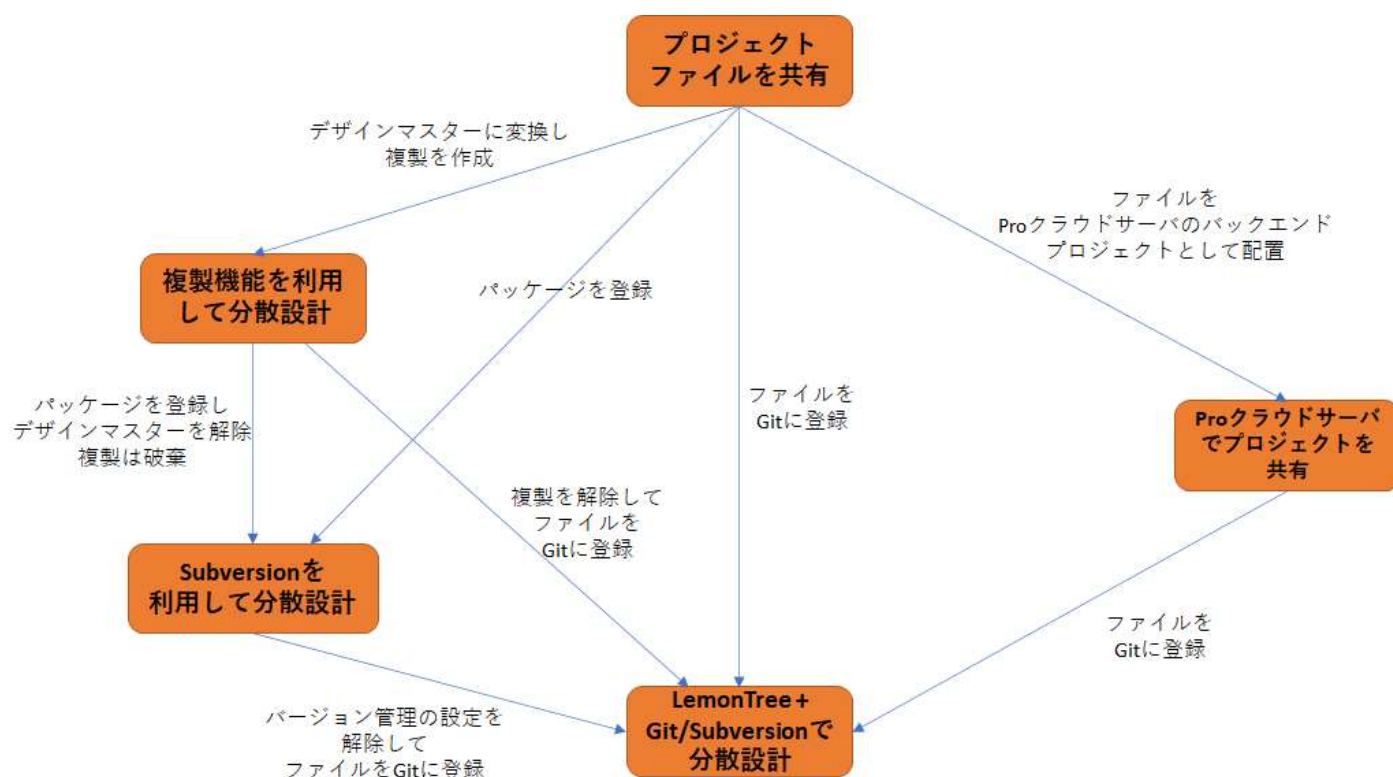 プロジェクト
ファイルを共有
デザインマスターに変換し
複製を作成
ファイルを
Proクラウドサーバのバックエンド
プロジェクトとして配置
複製機能を利用
して分散設計
パッケージを登録
パッケージを登録し
デザインマスターを解除
複製は破棄
ファイルを
Gitに登録
Proクラウドサーバ
でプロジェクトを
共有
複製を解除して
ファイルを
Gitに登録
Subversionを
利用して分散設計
ファイルを
Gitに登録
バージョン管理の設定を
解除して
ファイルをGitに登録
LemonTree+
Git/Subversionで
分散設計